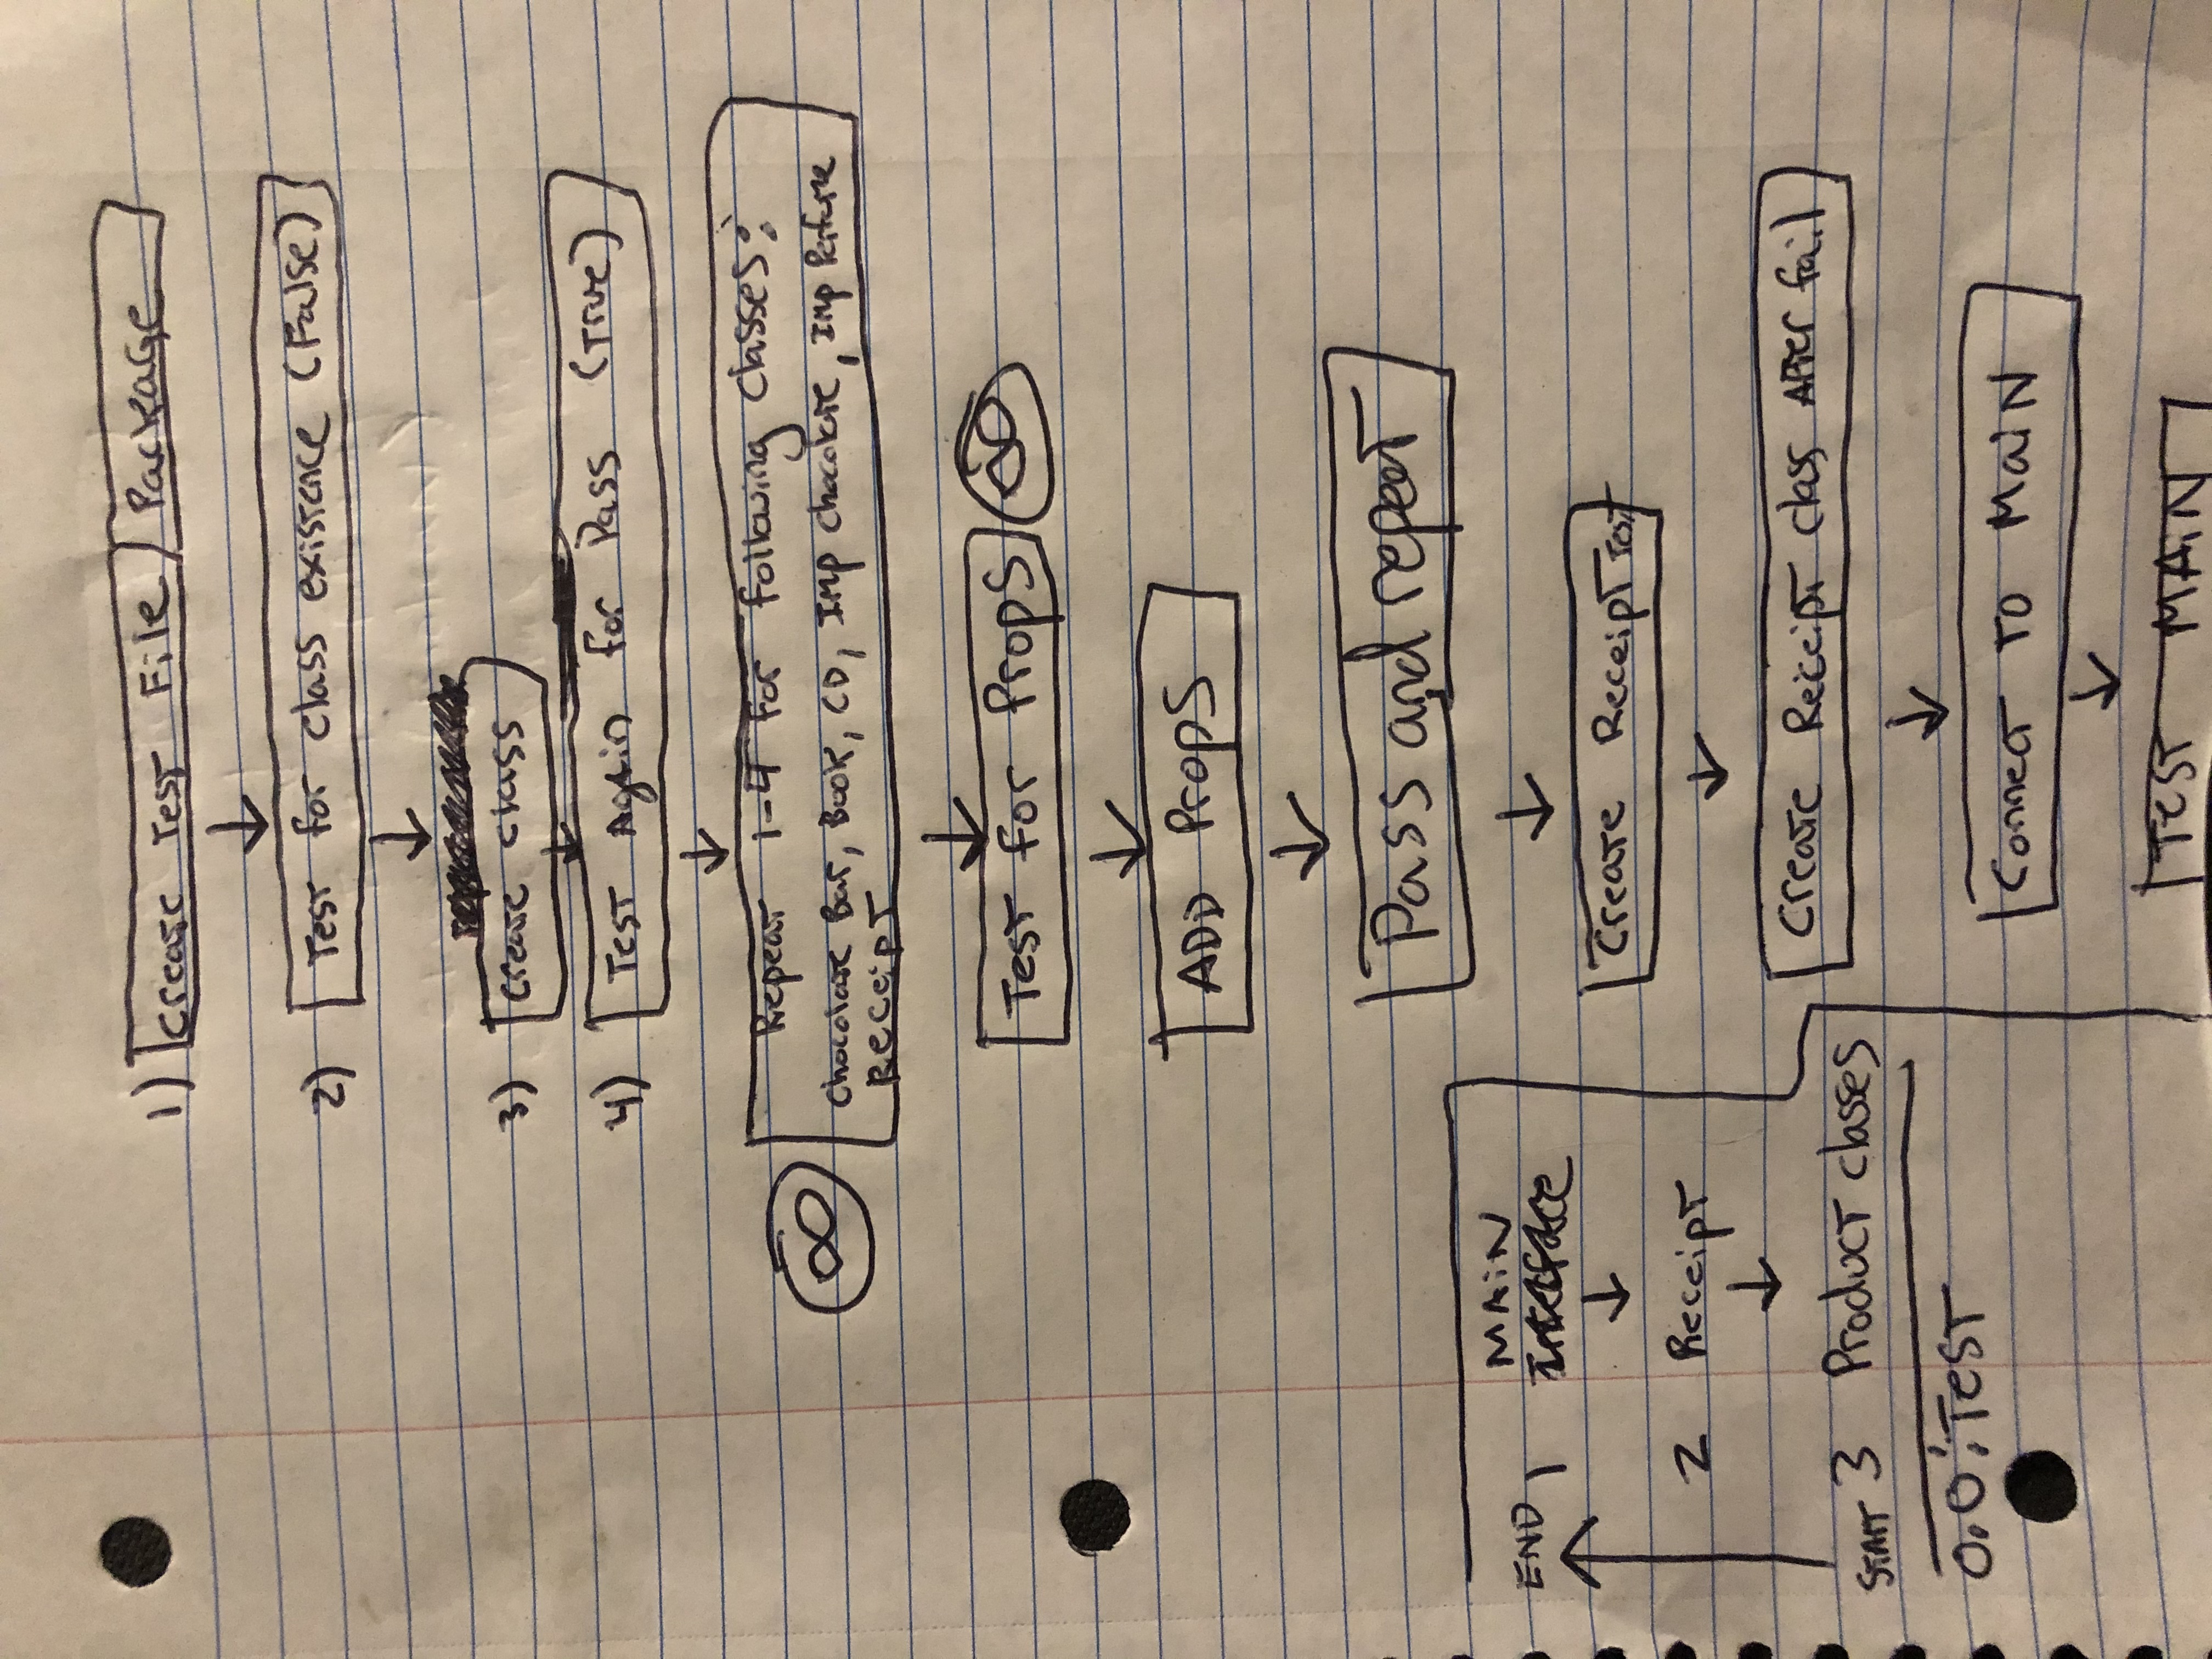 1) Create Test File / Package
2) Test for class existence (False)
3) Create class
4) Test Again for Pass (True)
Repeat 1-4 for following classes:
Chocolate Bar, Book, CD, Imp Chocolate, Imp Perfume
Receipt
Test for Props
ADD Props
Pass and repeat
Create Receipt Test
Create Receipt class After fail
Connect to Main
Test MAiN
END 1 MAiN
Interface
2 Receipt
START 3 Product classes
0.0: Test